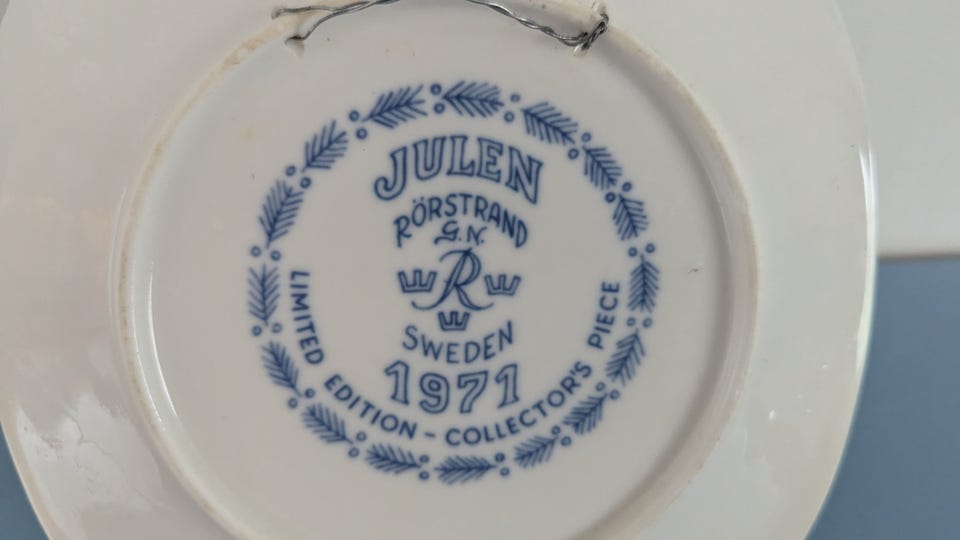 JULEN
RÖRSTRAND
G.N.
R
SWEDEN
1971
LIMITED EDITION - COLLECTOR'S PIECE